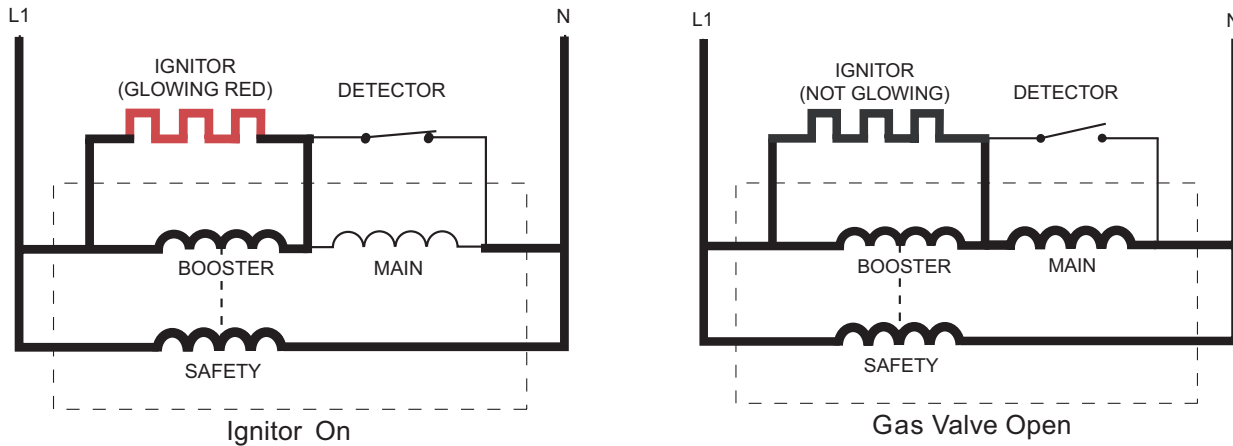 L1
N
IGNITOR
(GLOWING RED)
DETECTOR
BOOSTER
MAIN
SAFETY
Ignitor On
L1
N
IGNITOR
(NOT GLOWING)
DETECTOR
BOOSTER
MAIN
SAFETY
Gas Valve Open